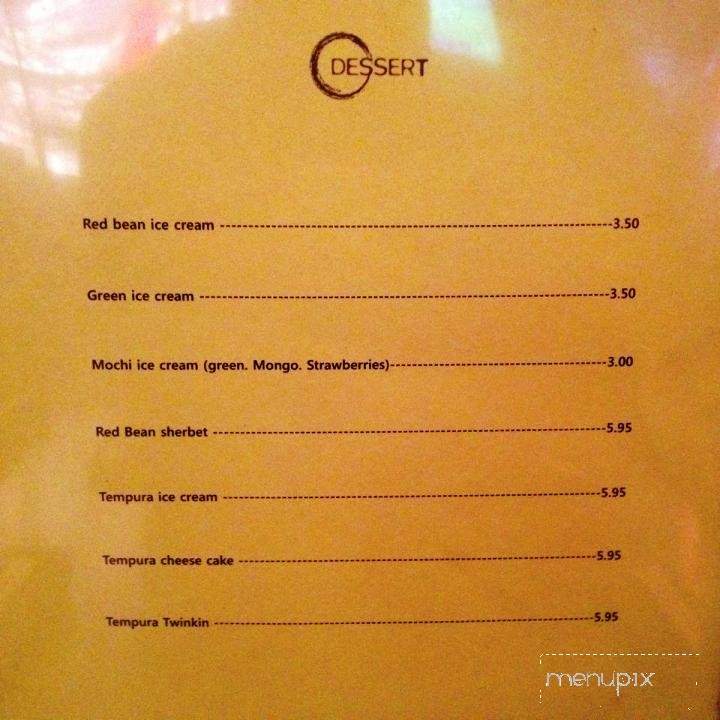 DESSERT
Red bean ice cream ------------------------------------------------------------3.50
Green ice cream ---------------------------------------------------------------3.50
Mochi ice cream (green. Mongo. Strawberries)---------------------------------3.00
Red Bean sherbet ------------------------------------------------------------5.95
Tempura ice cream ----------------------------------------------------------5.95
Tempura cheese cake -------------------------------------------------------5.95
Tempura Twinkin -----------------------------------------------------------5.95
menupix